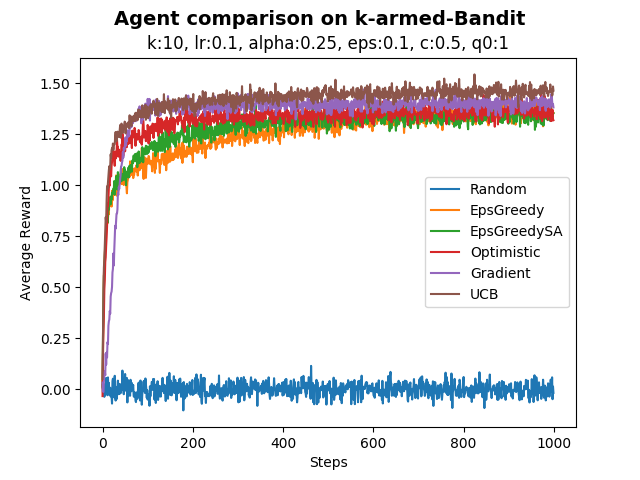 Agent comparison on k-armed-Bandit
k:10, lr:0.1, alpha:0.25, eps:0.1, c:0.5, q0:1
1.50
1.25
1.00
0.75
0.50
0.25
0.00
Average Reward
Random
EpsGreedy
EpsGreedySA
Optimistic
Gradient
UCB
0 200 400 600 800 1000
Steps